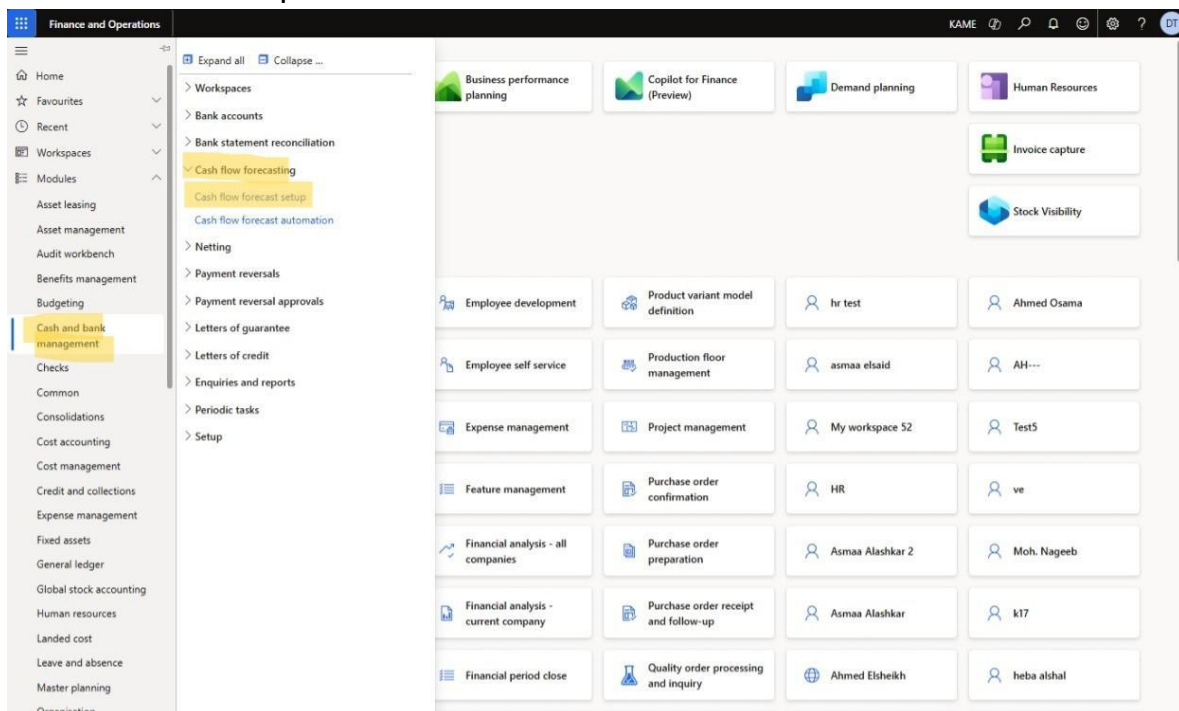 Finance and Operations
KAME
DT
Home
Favourites
Recent
Workspaces
Modules
Asset leasing
Asset management
Audit workbench
Benefits management
Budgeting
Cash and bank
management
Checks
Common
Consolidations
Cost accounting
Cost management
Credit and collections
Expense management
Fixed assets
General ledger
Global stock accounting
Human resources
Landed cost
Leave and absence
Master planning
Expand all
Collapse ...
Workspaces
Bank accounts
Bank statement reconciliation
Cash flow forecasting
Cash flow forecast setup
Cash flow forecast automation
Netting
Payment reversals
Payment reversal approvals
Letters of guarantee
Letters of credit
Enquiries and reports
Periodic tasks
Setup
Business performance
planning
Copilot for Finance
(Preview)
Demand planning
Human Resources
Invoice capture
Stock Visibility
Employee development
Product variant model
definition
hr test
Ahmed Osama
Employee self service
Production floor
management
asmaa elsaid
AH---
Expense management
Project management
My workspace 52
Test5
Feature management
Purchase order
confirmation
HR
ve
Financial analysis - all
companies
Purchase order
preparation
Asmaa Alashkar 2
Moh. Nageeb
Financial analysis -
current company
Purchase order receipt
and follow-up
Asmaa Alashkar
k17
Financial period close
Quality order processing
and inquiry
Ahmed Elsheikh
heba alshal